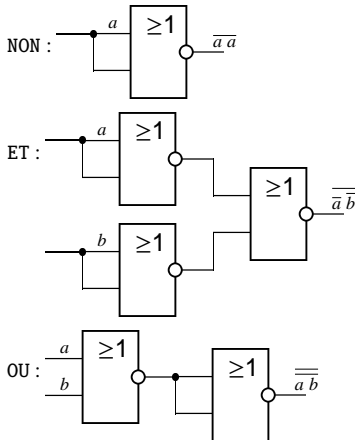 a ≥1
NON : a̅ a̅
a ≥1
ET : ≥1 a̅ b̅
b ≥1
a ≥1
OU : ≥1
b a b